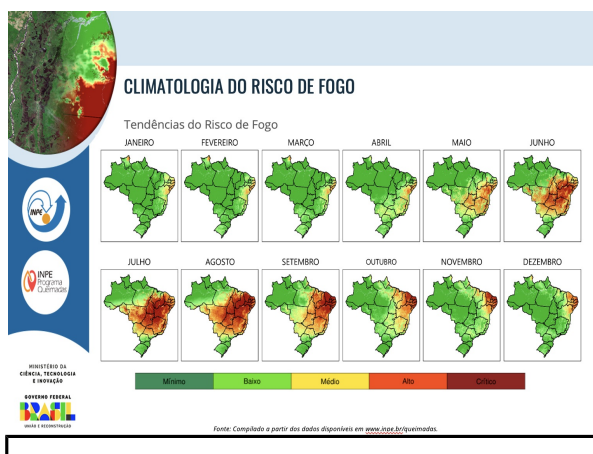 CLIMATOLOGIA DO RISCO DE FOGO
Tendências do Risco de Fogo
JANEIRO FEVEREIRO MARÇO ABRIL MAIO JUNHO
JULHO AGOSTO SETEMBRO OUTUBRO NOVEMBRO DEZEMBRO
Mínimo Baixo Médio Alto Crítico
Fonte: Compilado a partir dos dados disponíveis em www.inpe.br/queimadas.
INPE
INPE
Programa
Queimadas
MINISTÉRIO DA
CIÊNCIA, TECNOLOGIA
E INOVAÇÃO
GOVERNO FEDERAL
BRASIL
UNIÃO E RECONSTRUÇÃO